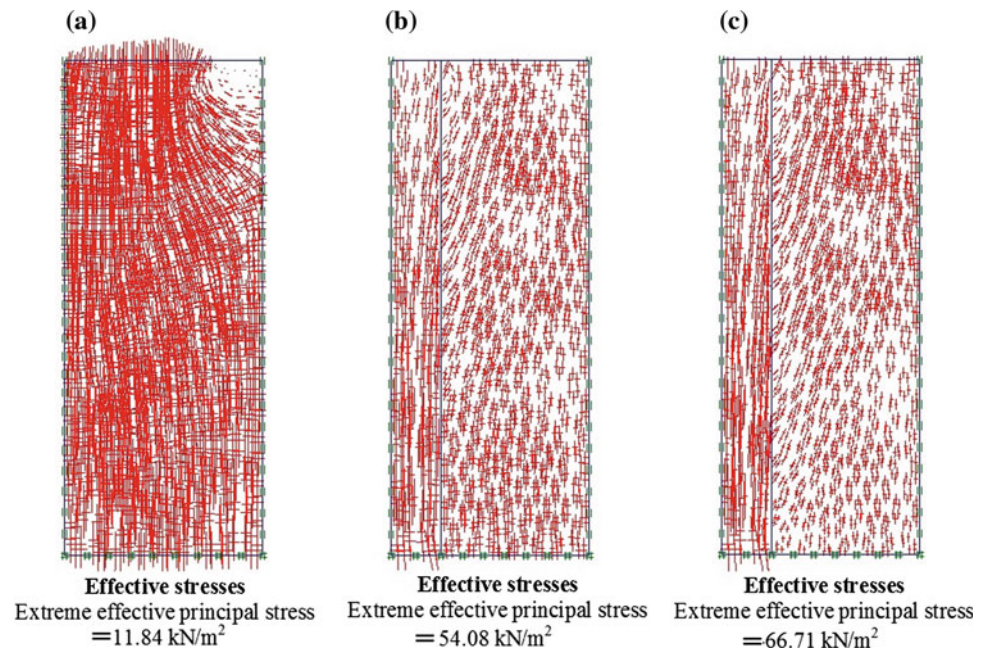 (a)
(b)
(c)
Effective stresses
Extreme effective principal stress
=11.84 kN/m²
Effective stresses
Extreme effective principal stress
= 54.08 kN/m²
Effective stresses
Extreme effective principal stress
=-66.71 kN/m²